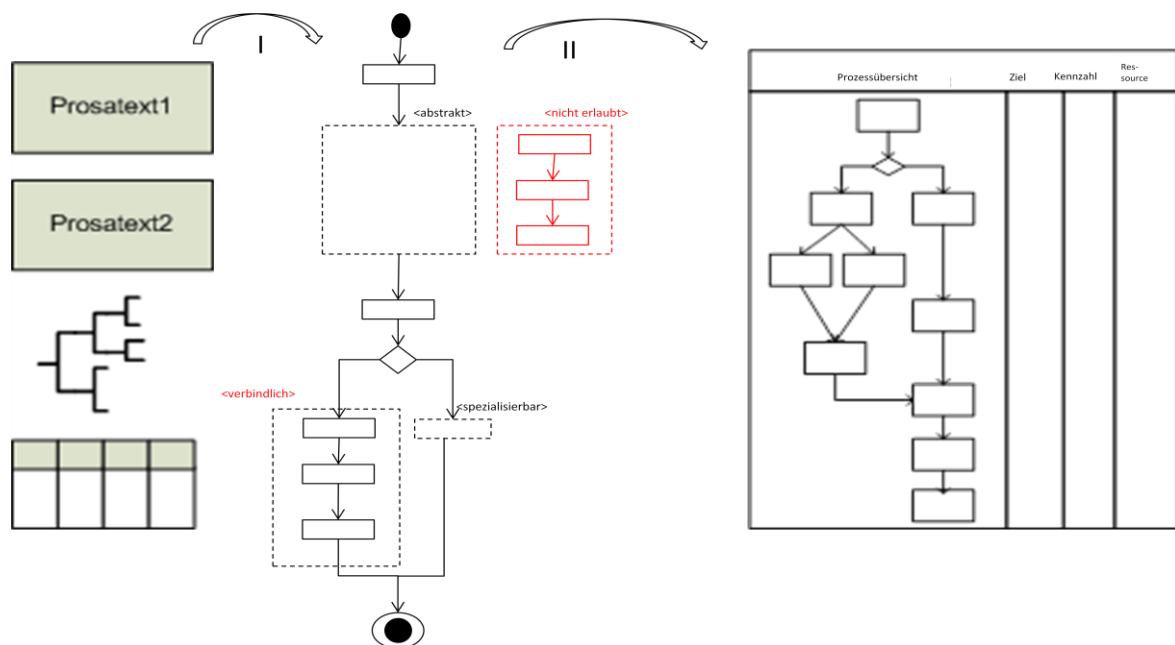 I
II
Prosatext1
Prosatext2
<abstrakt>
<nicht erlaubt>
<verbindlich>
<spezialisierbar>
Prozessübersicht
Ziel
Kennzahl
Res-
source